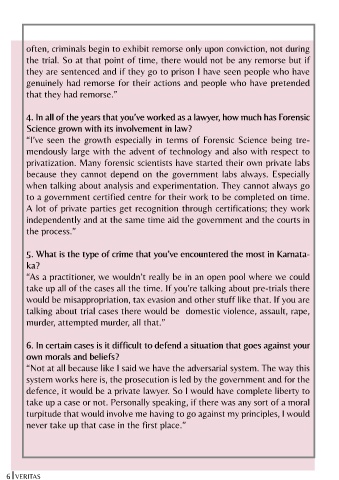 often, criminals begin to exhibit remorse only upon conviction, not during
the trial. So at that point of time, there would not be any remorse but if
they are sentenced and if they go to prison I have seen people who have
genuinely had remorse for their actions and people who have pretended
that they had remorse.”
4. In all of the years that you’ve worked as a lawyer, how much has Forensic
Science grown with its involvement in law?
“I’ve seen the growth especially in terms of Forensic Science being tre-
mendously large with the advent of technology and also with respect to
privatization. Many forensic scientists have started their own private labs
because they cannot depend on the government labs always. Especially
when talking about analysis and experimentation. They cannot always go
to a government certified centre for their work to be completed on time.
A lot of private parties get recognition through certifications; they work
independently and at the same time aid the government and the courts in
the process.”
5. What is the type of crime that you’ve encountered the most in Karnata-
ka?
“As a practitioner, we wouldn’t really be in an open pool where we could
take up all of the cases all the time. If you’re talking about pre-trials there
would be misappropriation, tax evasion and other stuff like that. If you are
talking about trial cases there would be domestic violence, assault, rape,
murder, attempted murder, all that.”
6. In certain cases is it difficult to defend a situation that goes against your
own morals and beliefs?
“Not at all because like I said we have the adversarial system. The way this
system works here is, the prosecution is led by the government and for the
defence, it would be a private lawyer. So I would have complete liberty to
take up a case or not. Personally speaking, if there was any sort of a moral
turpitude that would involve me having to go against my principles, I would
never take up that case in the first place.”
6 VERITAS